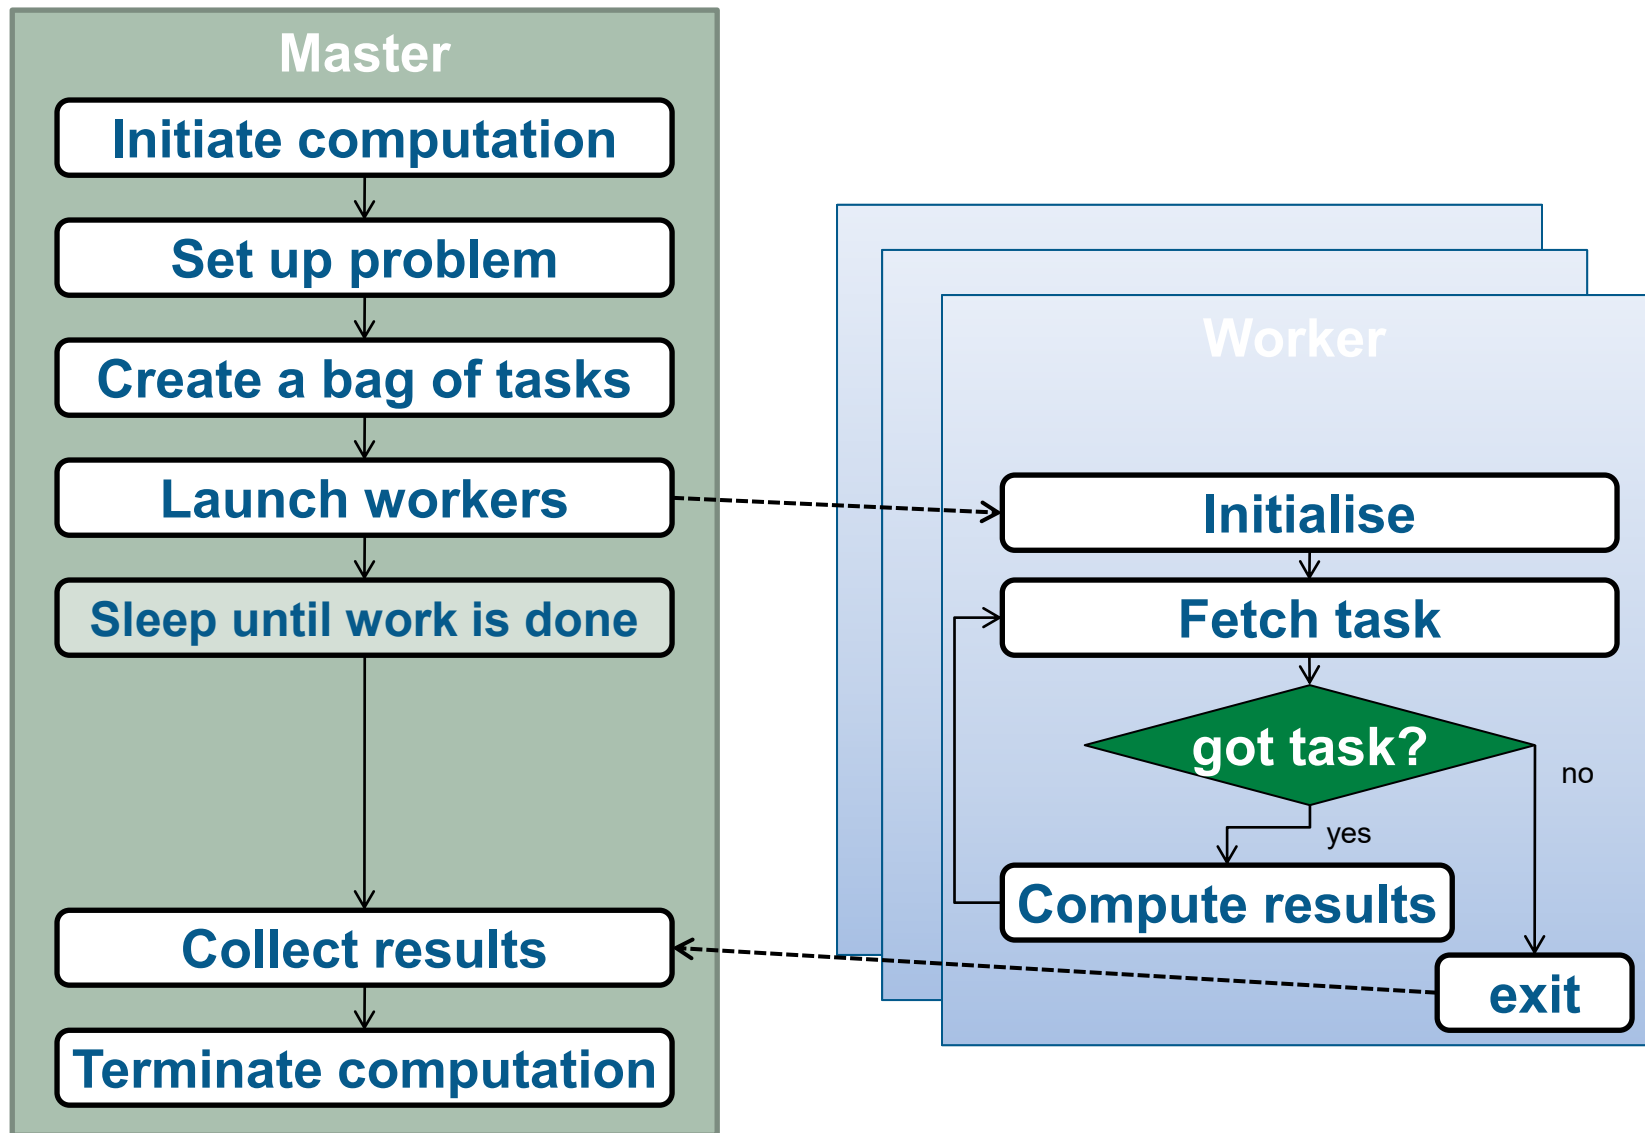 Master
Initiate computation
Set up problem
Create a bag of tasks
Launch workers
Sleep until work is done
Collect results
Terminate computation
Worker
Initialise
Fetch task
got task?
no
yes
Compute results
exit